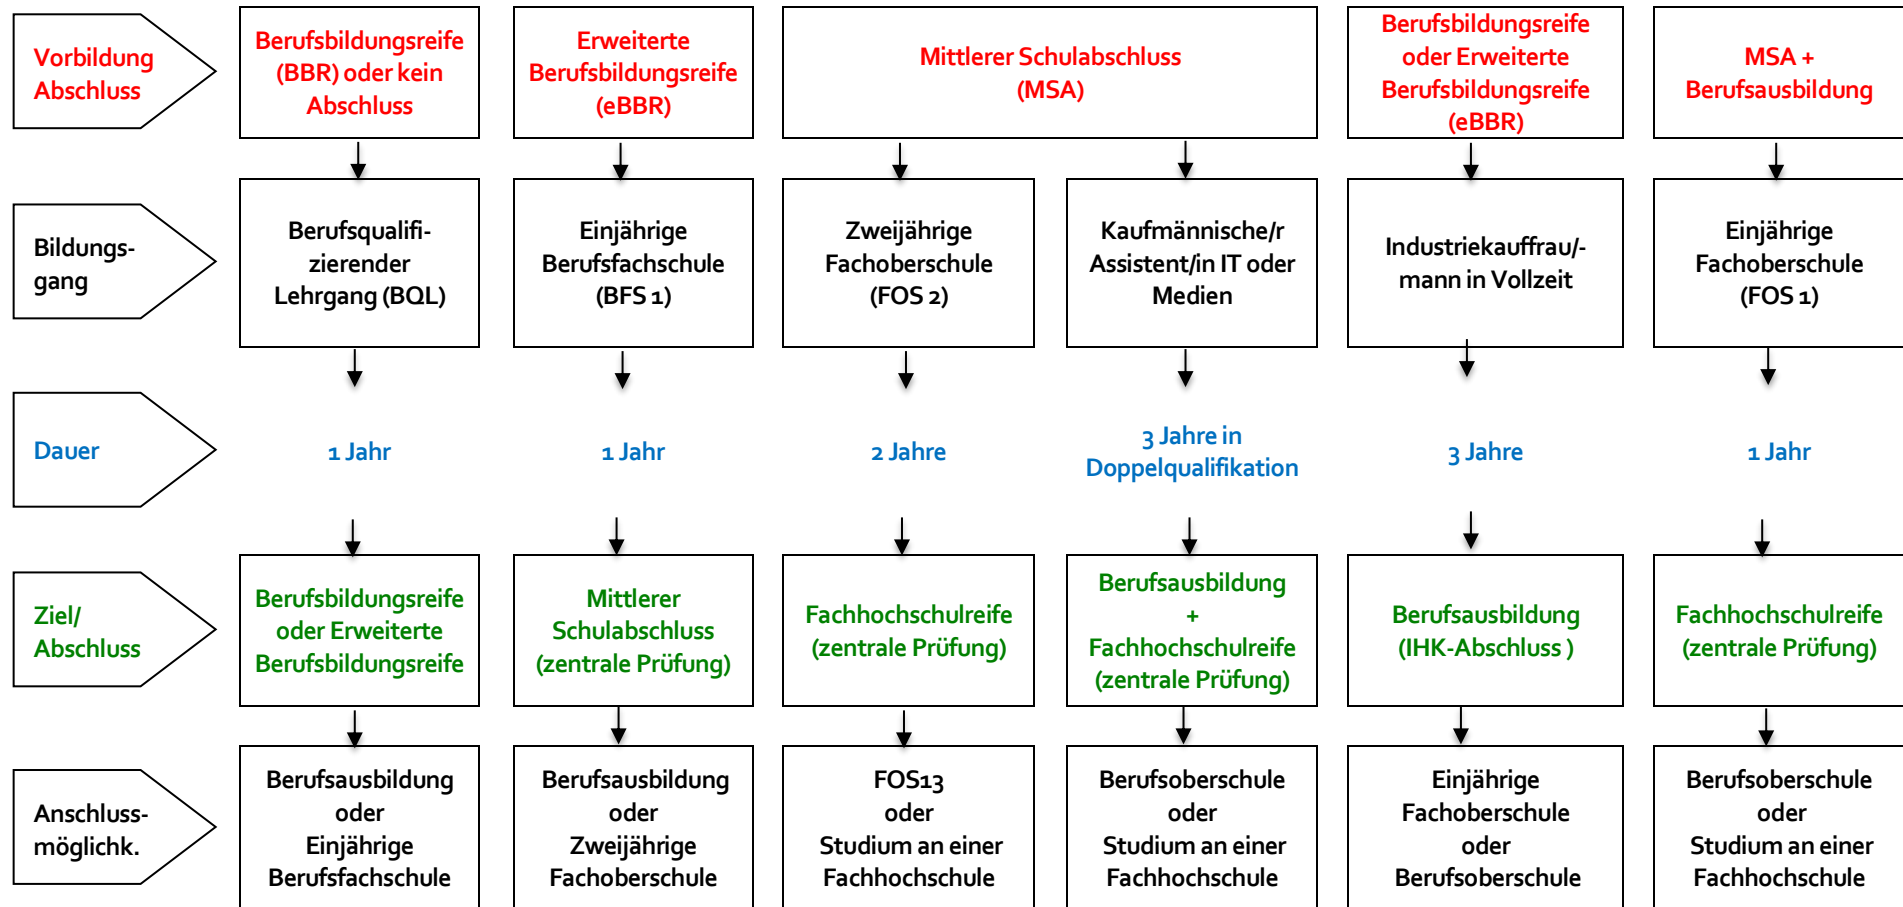 Vorbildung
Abschluss
Berufsbildungsreife
(BBR) oder kein
Abschluss
Erweiterte
Berufsbildungsreife
(eBBR)
Mittlerer Schulabschluss
(MSA)
Berufsbildungsreife
oder Erweiterte
Berufsbildungsreife
(eBBR)
MSA +
Berufsausbildung
Bildungs-
gang
Berufsqualifi-
zierender
Lehrgang (BQL)
Einjährige
Berufsfachschule
(BFS 1)
Zweijährige
Fachoberschule
(FOS 2)
Kaufmännische/r
Assistent/in IT oder
Medien
Industriekauffrau/-
mann in Vollzeit
Einjährige
Fachoberschule
(FOS 1)
Dauer
1 Jahr
1 Jahr
2 Jahre
3 Jahre in
Doppelqualifikation
3 Jahre
1 Jahr
Ziel/
Abschluss
Berufsbildungsreife
oder Erweiterte
Berufsbildungsreife
Mittlerer
Schulabschluss
(zentrale Prüfung)
Fachhochschulreife
(zentrale Prüfung)
Berufsausbildung
+
Fachhochschulreife
(zentrale Prüfung)
Berufsausbildung
(IHK-Abschluss )
Fachhochschulreife
(zentrale Prüfung)
Anschluss-
möglichk.
Berufsausbildung
oder
Einjährige
Berufsfachschule
Berufsausbildung
oder
Zweijährige
Fachoberschule
FOS13
oder
Studium an einer
Fachhochschule
Berufsoberschule
oder
Studium an einer
Fachhochschule
Einjährige
Fachoberschule
oder
Berufsoberschule
Berufsoberschule
oder
Studium an einer
Fachhochschule